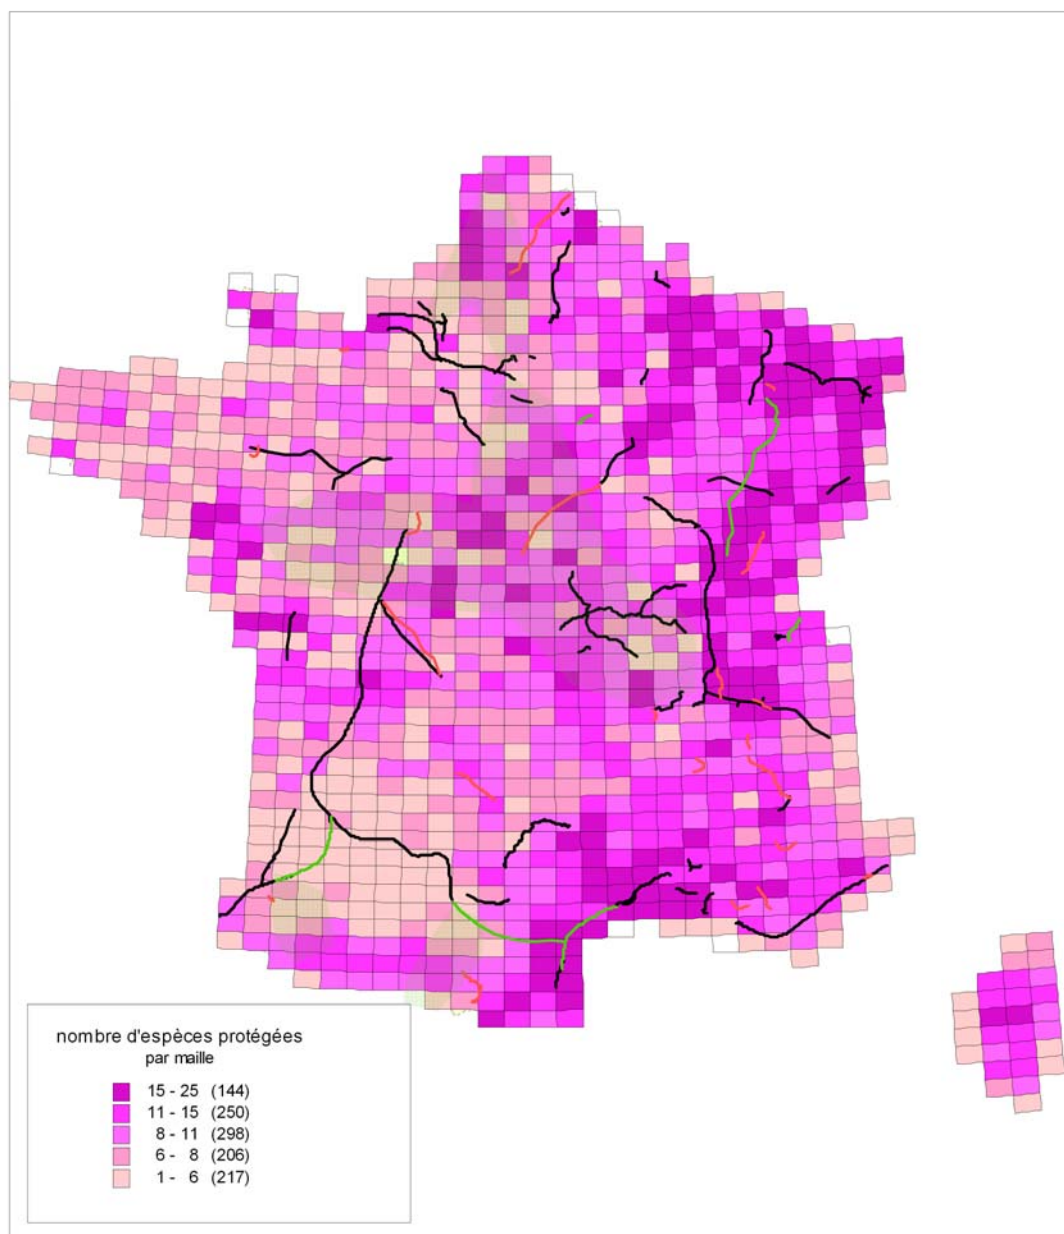 nombre d'espèces protégées
par maille
15 - 25 (144)
11 - 15 (250)
8 - 11 (298)
6 - 8 (206)
1 - 6 (217)